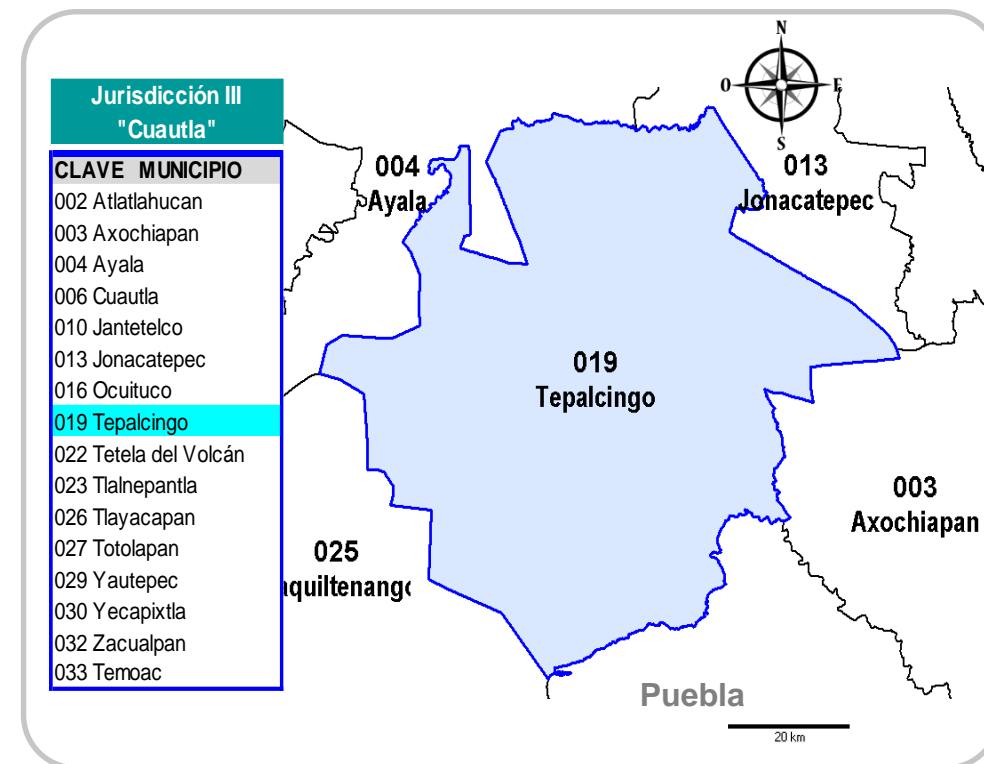 Jurisdicción III
"Cuautla"
CLAVE MUNICIPIO
002 Atlatlahucan
003 Axochiapan
004 Ayala
006 Cuautla
010 Jantetelco
013 Jonacatepec
016 Ocuituco
019 Tepalcingo
022 Tetela del Volcán
023 Tlalnepantla
026 Tlayacapan
027 Totolapan
029 Yautepec
030 Yecapixtla
032 Zacualpan
033 Temoac
N
O
E
S
004
Ayala
013
Jonacatepec
019
Tepalcingo
003
Axochiapan
025
aquiltenango
Puebla
20 km